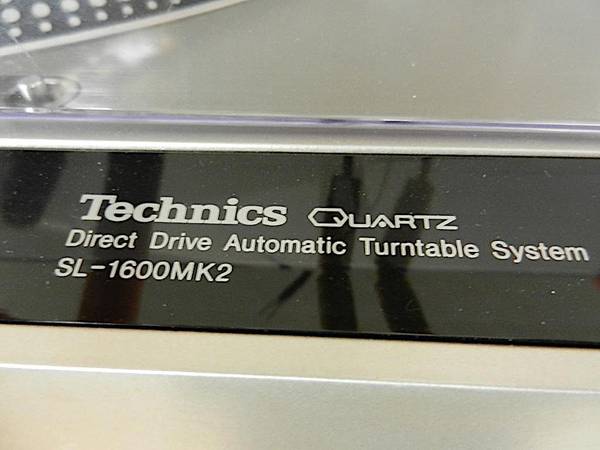 Technics QUARTZ
Direct Drive Automatic Turntable System
SL-1600MK2